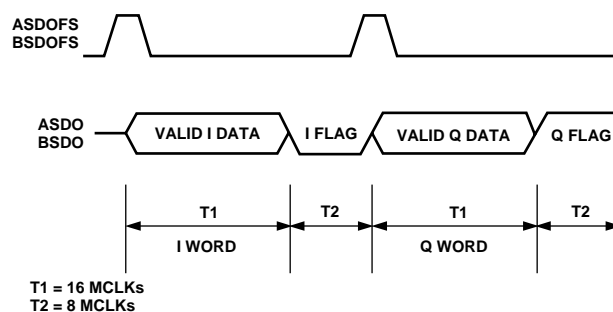 ASDOFS
BSDOFS
ASDO
BSDO
VALID I DATA
I FLAG
VALID Q DATA
Q FLAG
T1
T2
T1
T2
I WORD
Q WORD
T1 = 16 MCLKs
T2 = 8 MCLKs